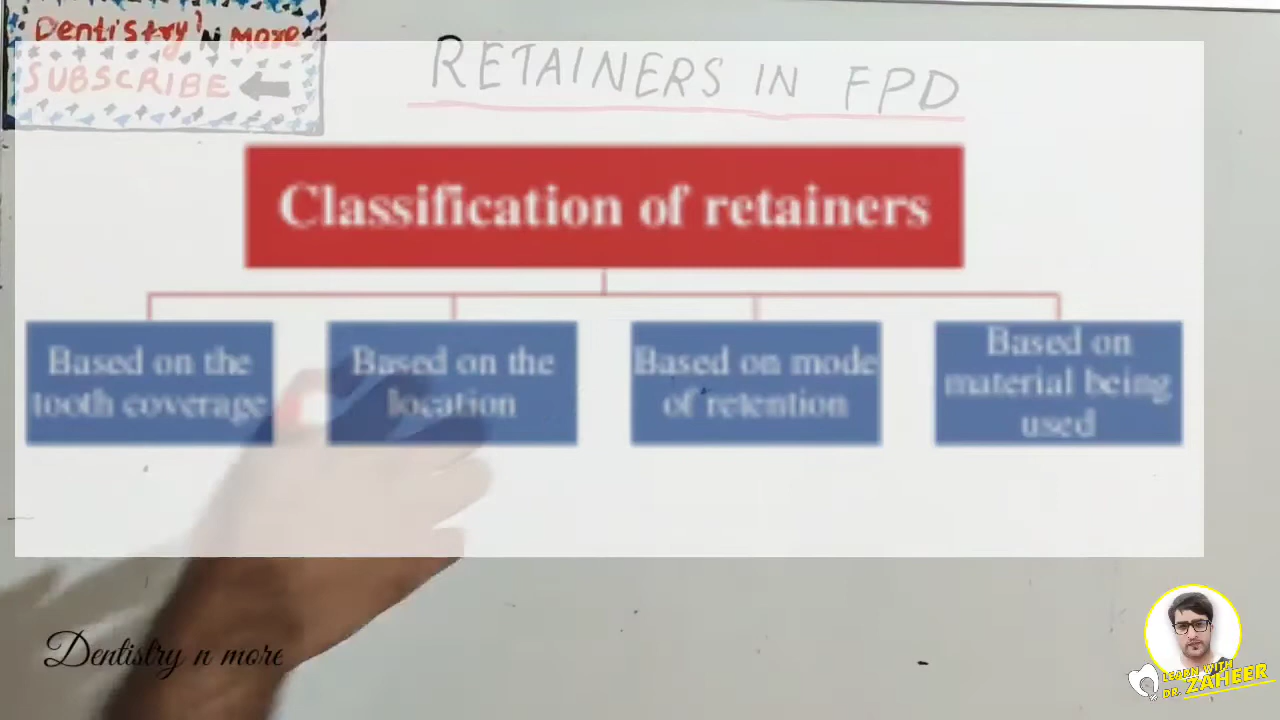 Dentistry 'N more
SUBSCRIBE
RETAINERS IN FPD
Classification of retainers
Based on the
tooth coverage
Based on the
location
Based on mode
of retention
Based on
material being
used
Dentistry n more
LEARN WITH
DR. ZAHEER